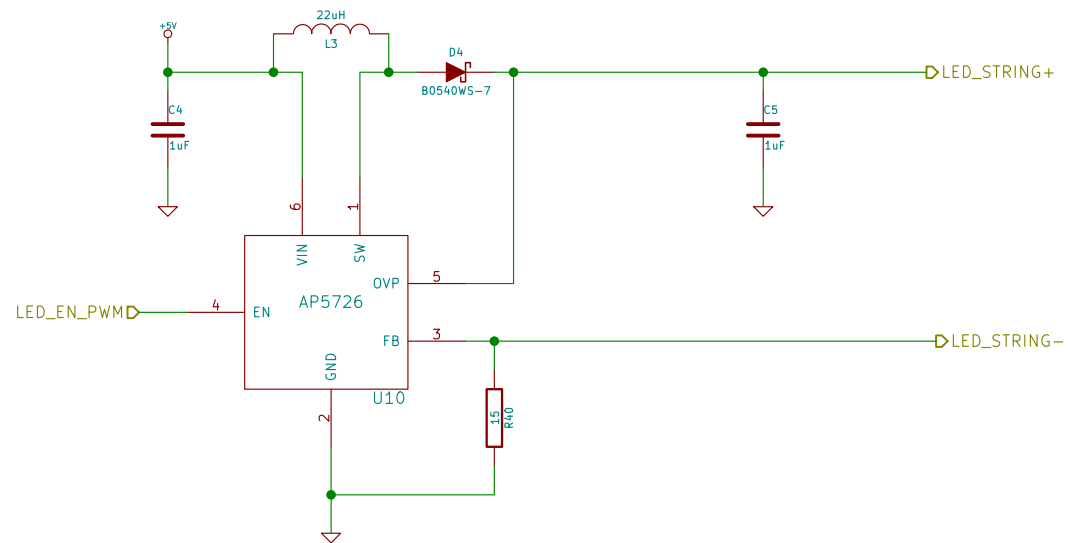 22uH
+5V
L3
D4
LED_STRING+
B0540WS-7
C4
C5
1uF
1uF
6
1
VIN
SW
5
OVP
AP5726
LED_EN_PWM
4
EN
3
FB
LED_STRING-
GND
U10
2
15
R40